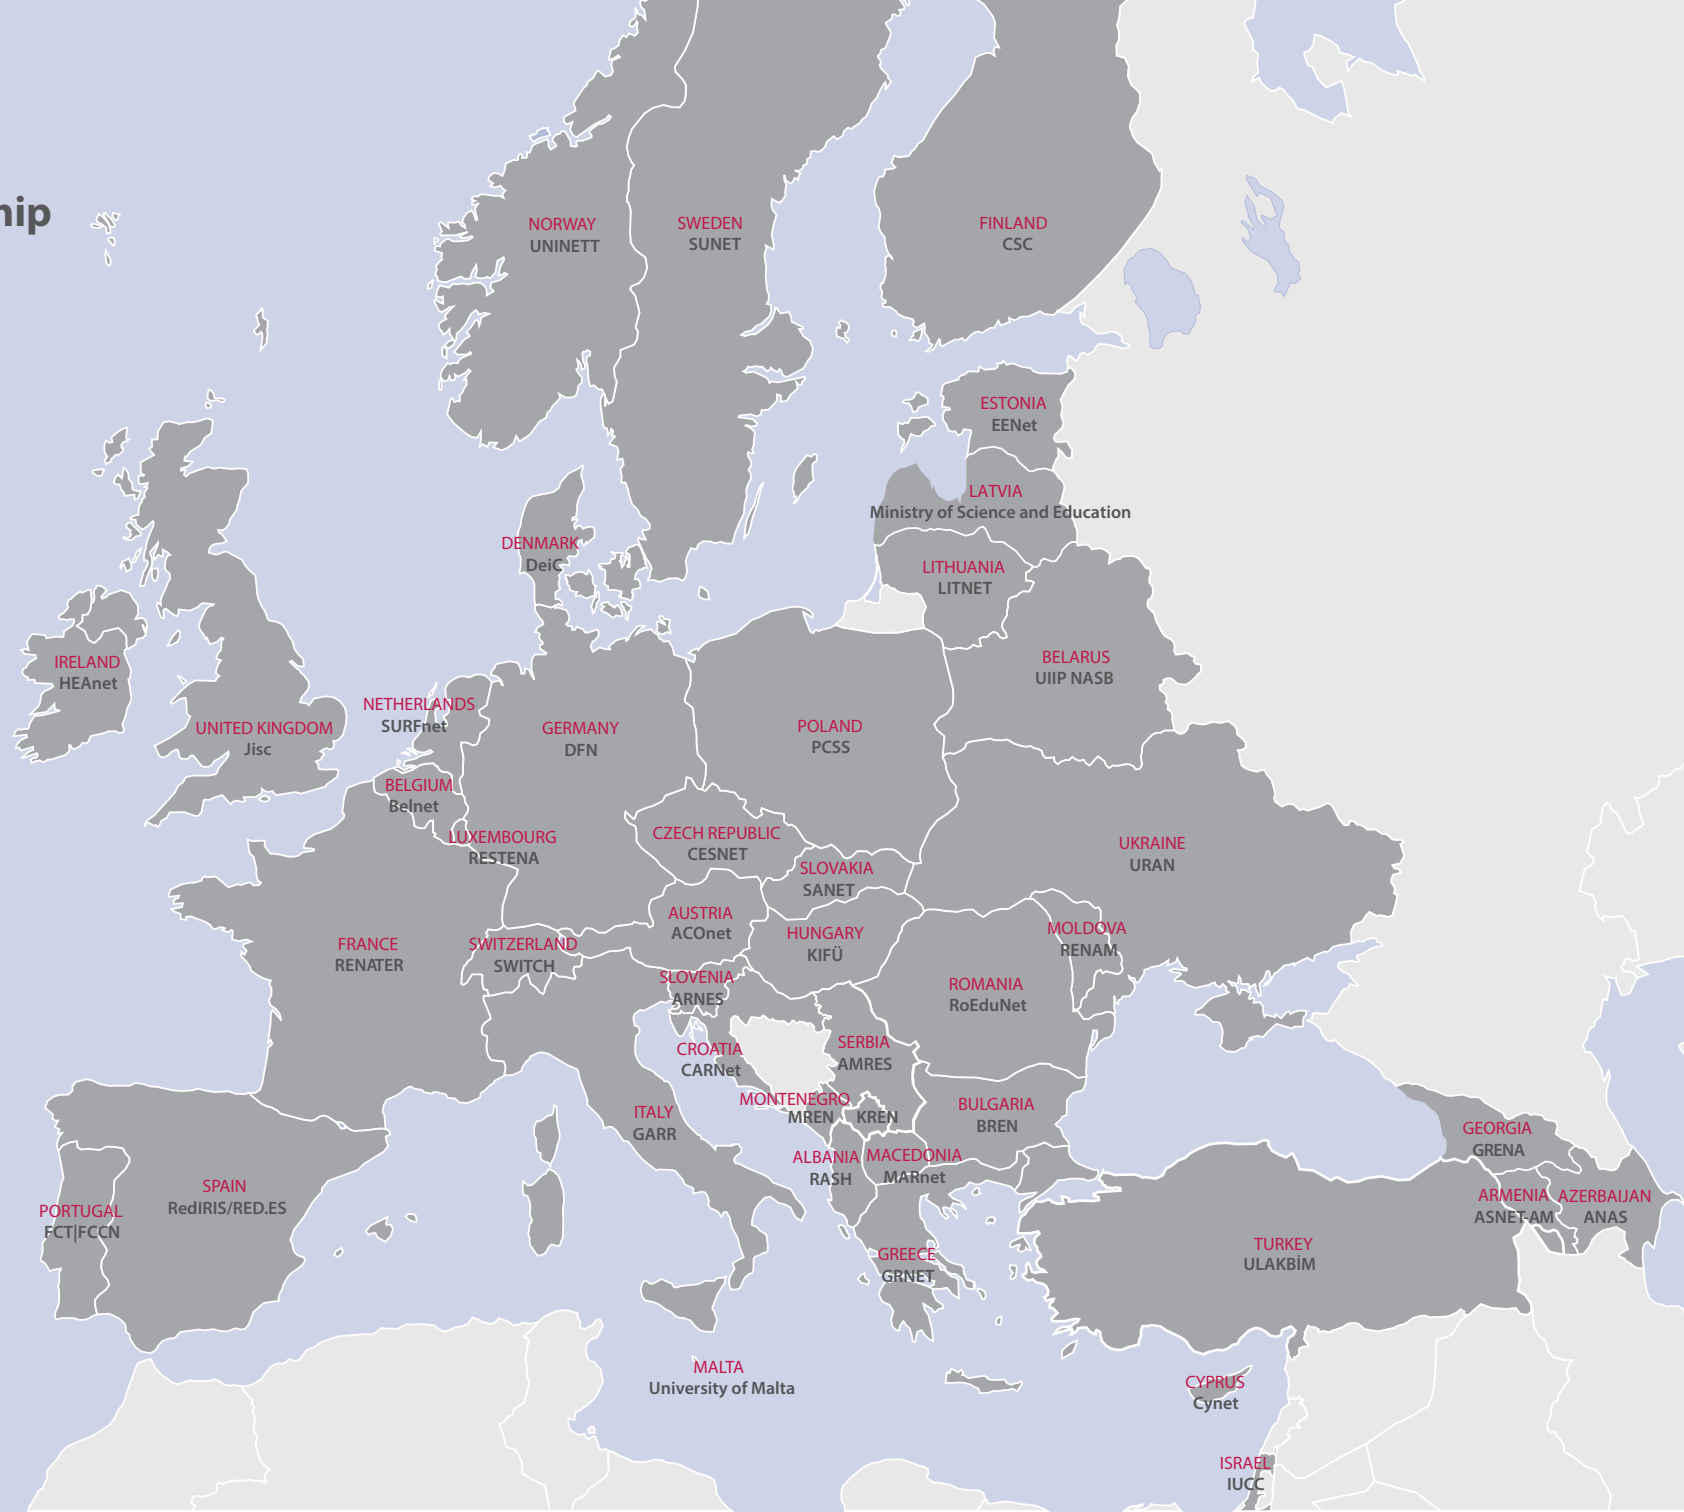 hip
NORWAY
UNINETT
SWEDEN
SUNET
FINLAND
CSC
ESTONIA
EENet
LATVIA
Ministry of Science and Education
DENMARK
DeiC
LITHUANIA
LITNET
IRELAND
HEAnet
BELARUS
UIIP NASB
NETHERLANDS
SURFnet
UNITED KINGDOM
Jisc
GERMANY
DFN
POLAND
PCSS
BELGIUM
Belnet
LUXEMBOURG
RESTENA
CZECH REPUBLIC
CESNET
UKRAINE
URAN
SLOVAKIA
SANET
AUSTRIA
ACOnet
HUNGARY
KIFÜ
MOLDOVA
RENAM
FRANCE
RENATER
SWITZERLAND
SWITCH
SLOVENIA
ARNES
ROMANIA
RoEduNet
CROATIA
CARNet
SERBIA
AMRES
MONTENEGRO
MREN
KREN
BULGARIA
BREN
ITALY
GARR
GEORGIA
GRENA
ALBANIA
RASH
MACEDONIA
MARnet
SPAIN
RedIRIS/RED.ES
PORTUGAL
FCT|FCCN
ARMENIA
ASNET-AM
AZERBAIJAN
ANAS
GREECE
GRNET
TURKEY
ULAKBİM
MALTA
University of Malta
CYPRUS
Cynet
ISRAEL
IUCC